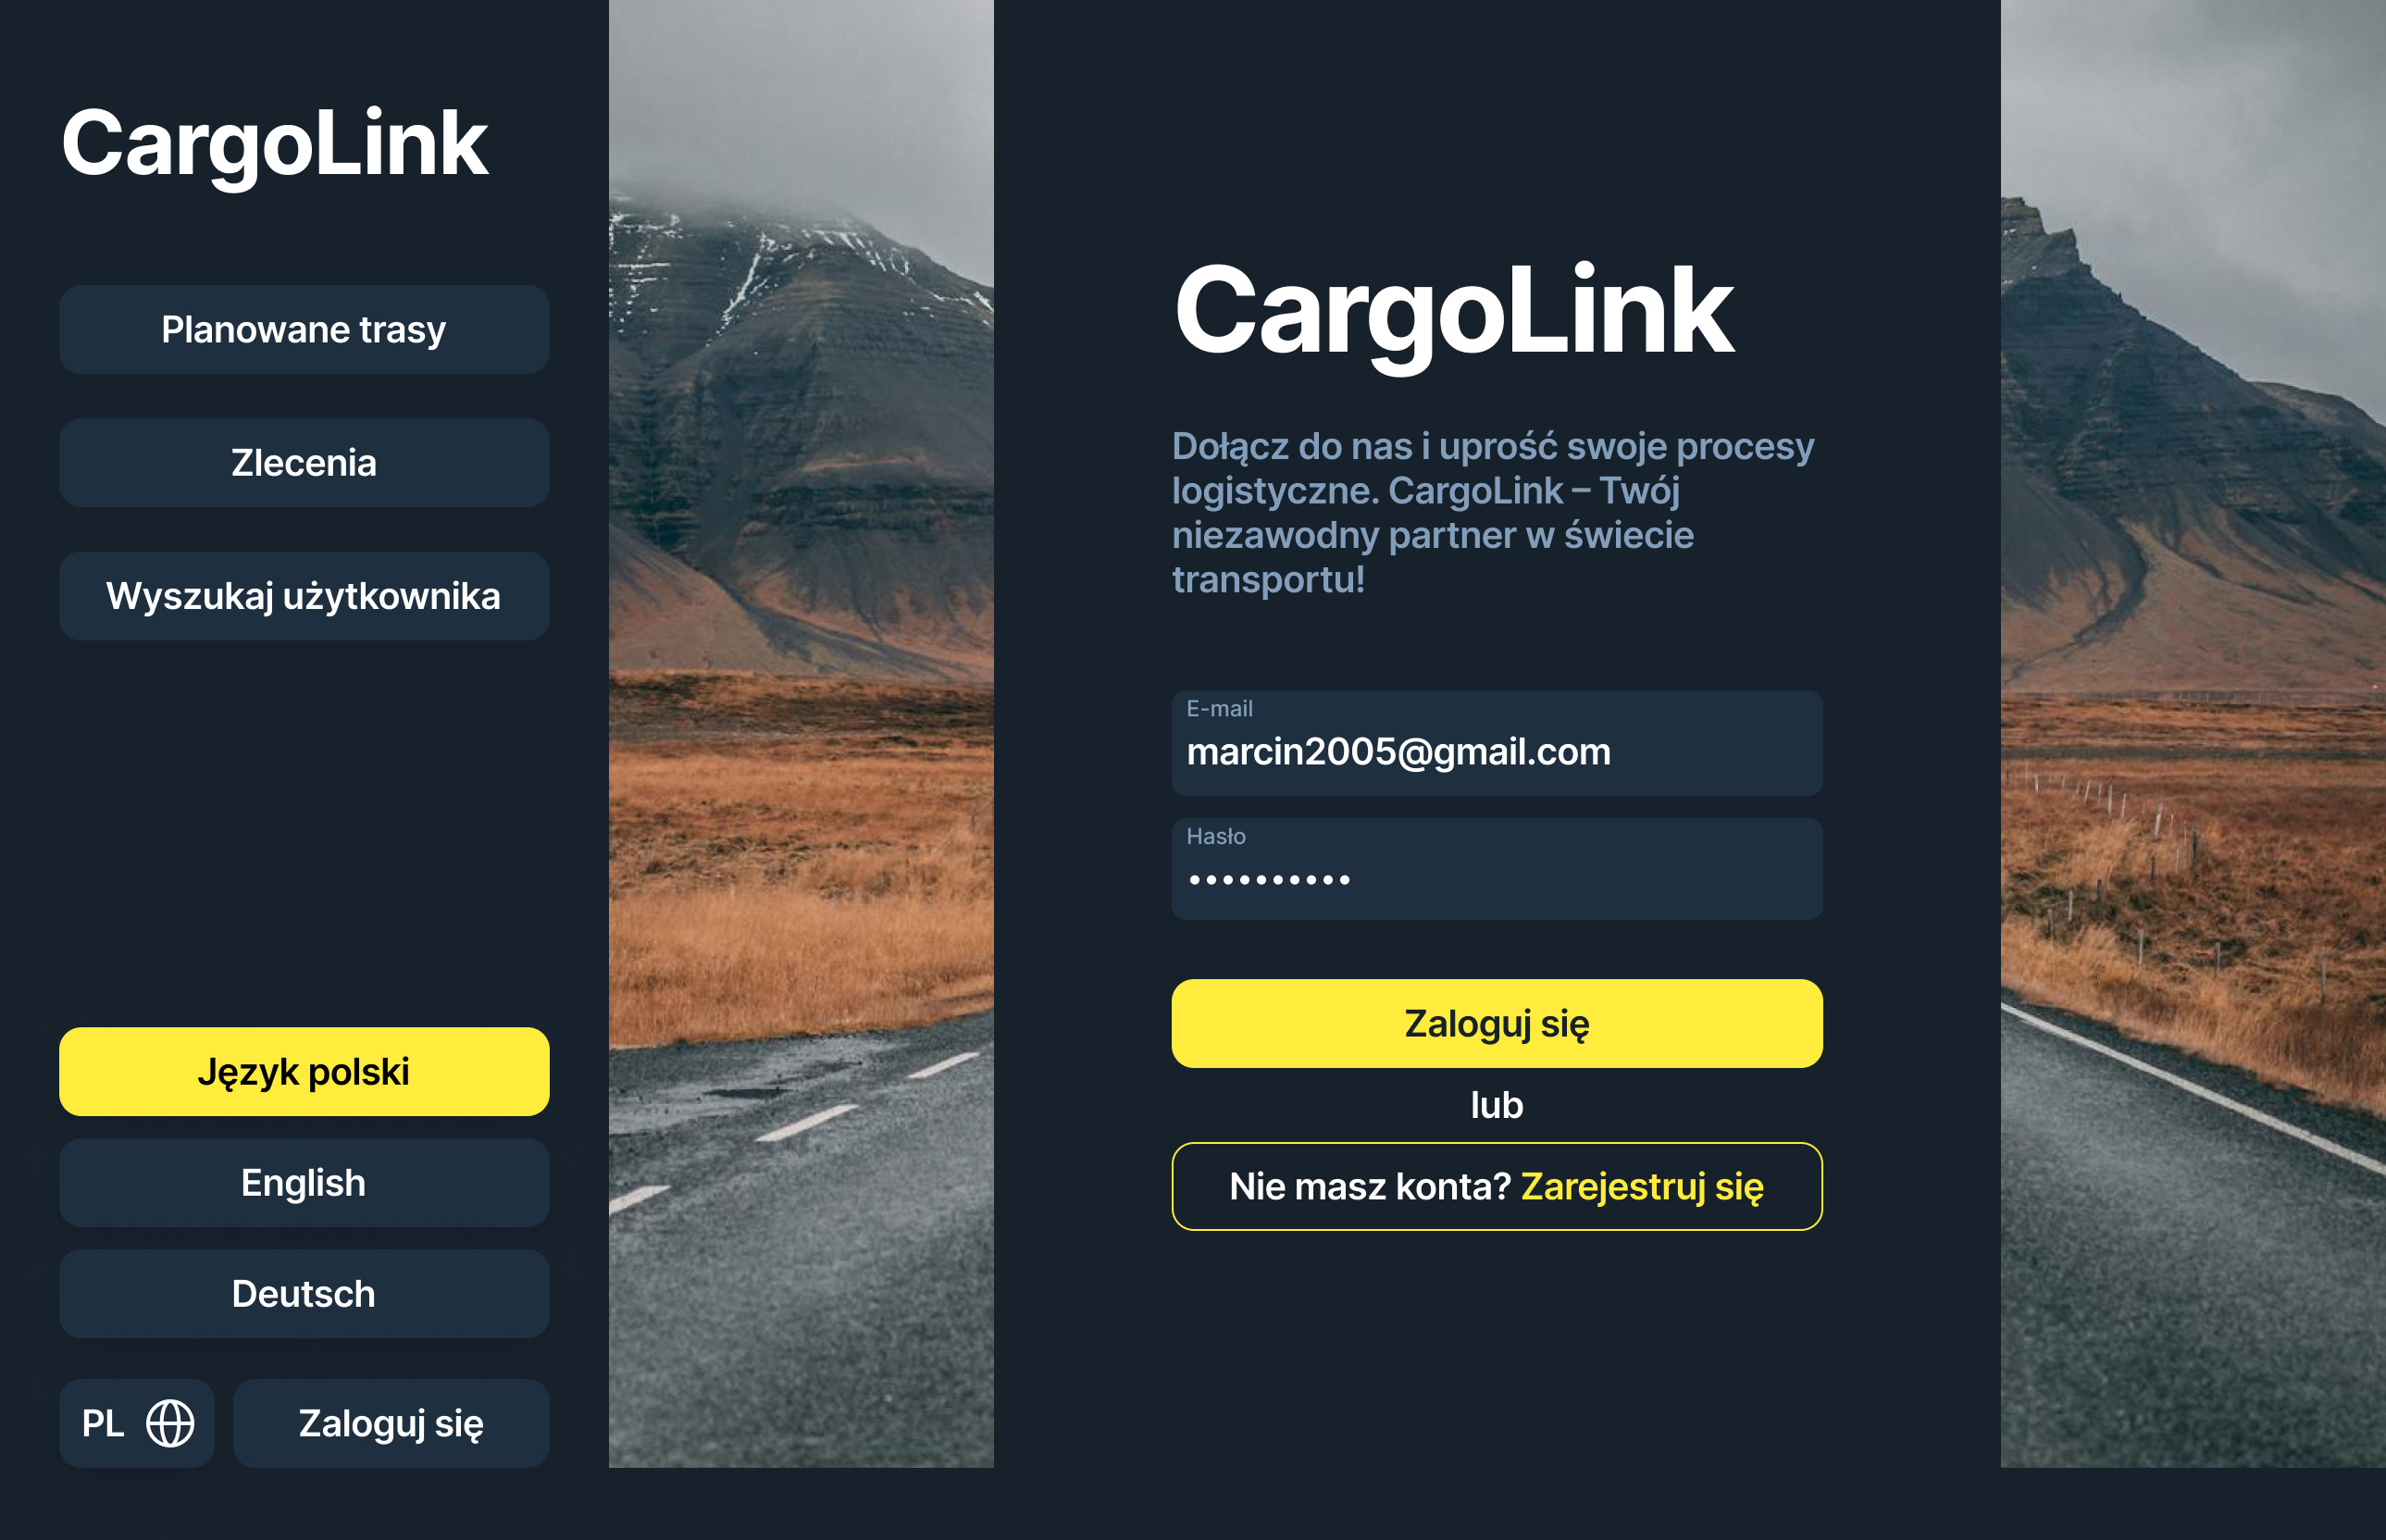 CargoLink
Planowane trasy
Zlecenia
Wyszukaj użytkownika
Język polski
English
Deutsch
PL
Zaloguj się
CargoLink
Dołącz do nas i uprość swoje procesy
logistyczne. CargoLink – Twój
niezawodny partner w świecie
transportu!
E-mail
marcin2005@gmail.com
Hasło
••••••••••
Zaloguj się
lub
Nie masz konta? Zarejestruj się